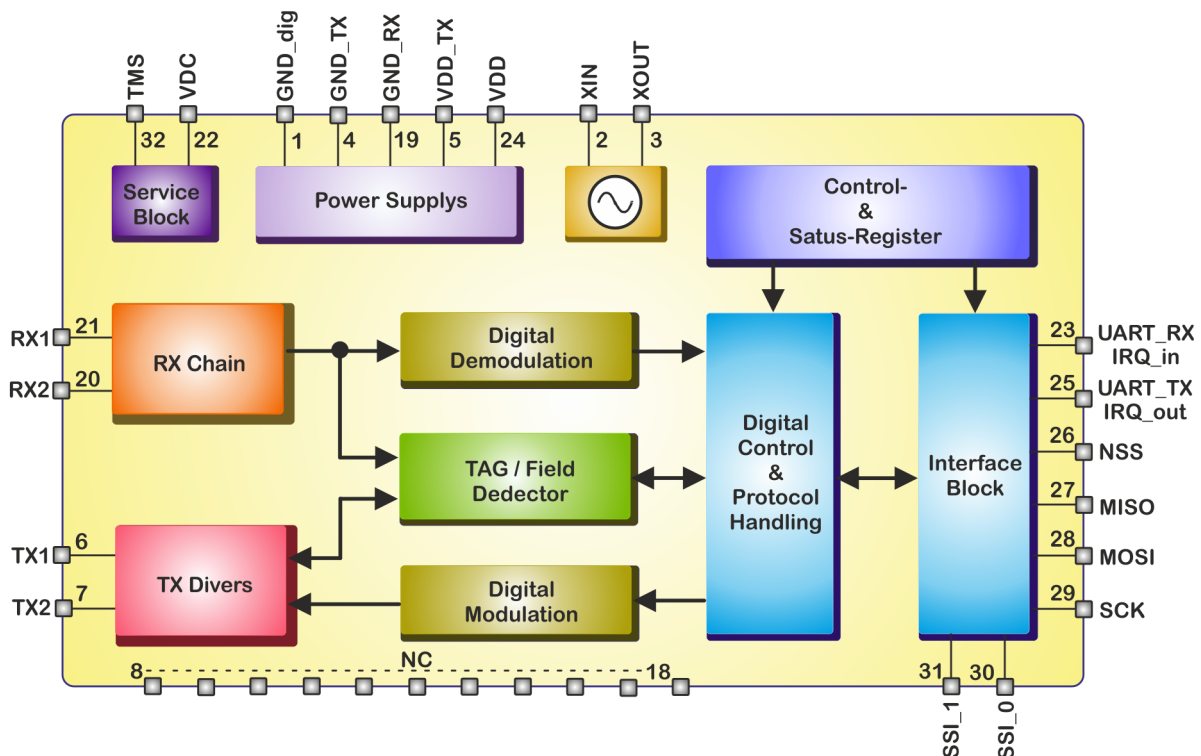 TMS
VDC
GND_dig
GND_TX
GND_RX
VDD_TX
VDD
XIN
XOUT
32
22
1
4
19
5
24
2
3
Service
Block
Power Supplys
Control-
&
Satus-Register
RX1
21
RX2
20
RX Chain
Digital
Demodulation
TAG / Field
Dedector
Digital
Control
&
Protocol
Handling
Interface
Block
23
UART_RX
IRQ_in
25
UART_TX
IRQ_out
26
NSS
27
MISO
28
MOSI
29
SCK
TX1
6
TX2
7
TX Divers
Digital
Modulation
8
NC
18
31
30
SSI_1
SSI_0